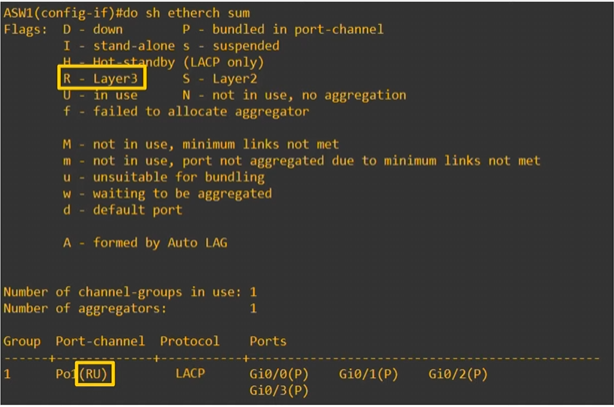 ASW1(config-if)#do sh etherch sum
Flags:  D - down        P - bundled in port-channel
        I - stand-alone s - suspended
        H - Hot-standby (LACP only)
        R - Layer3      S - Layer2
        U - in use      N - not in use, no aggregation
        f - failed to allocate aggregator
        M - not in use, minimum links not met
        m - not in use, port not aggregated due to minimum links not met
        u - unsuitable for bundling
        w - waiting to be aggregated
        d - default port
        A - formed by Auto LAG
Number of channel-groups in use: 1
Number of aggregators:           1
Group  Port-channel  Protocol    Ports
------+-------------+-----------+-----------------------------------------------
1      Po1(RU)         LACP      Gi0/0(P)    Gi0/1(P)    Gi0/2(P)
                                 Gi0/3(P)